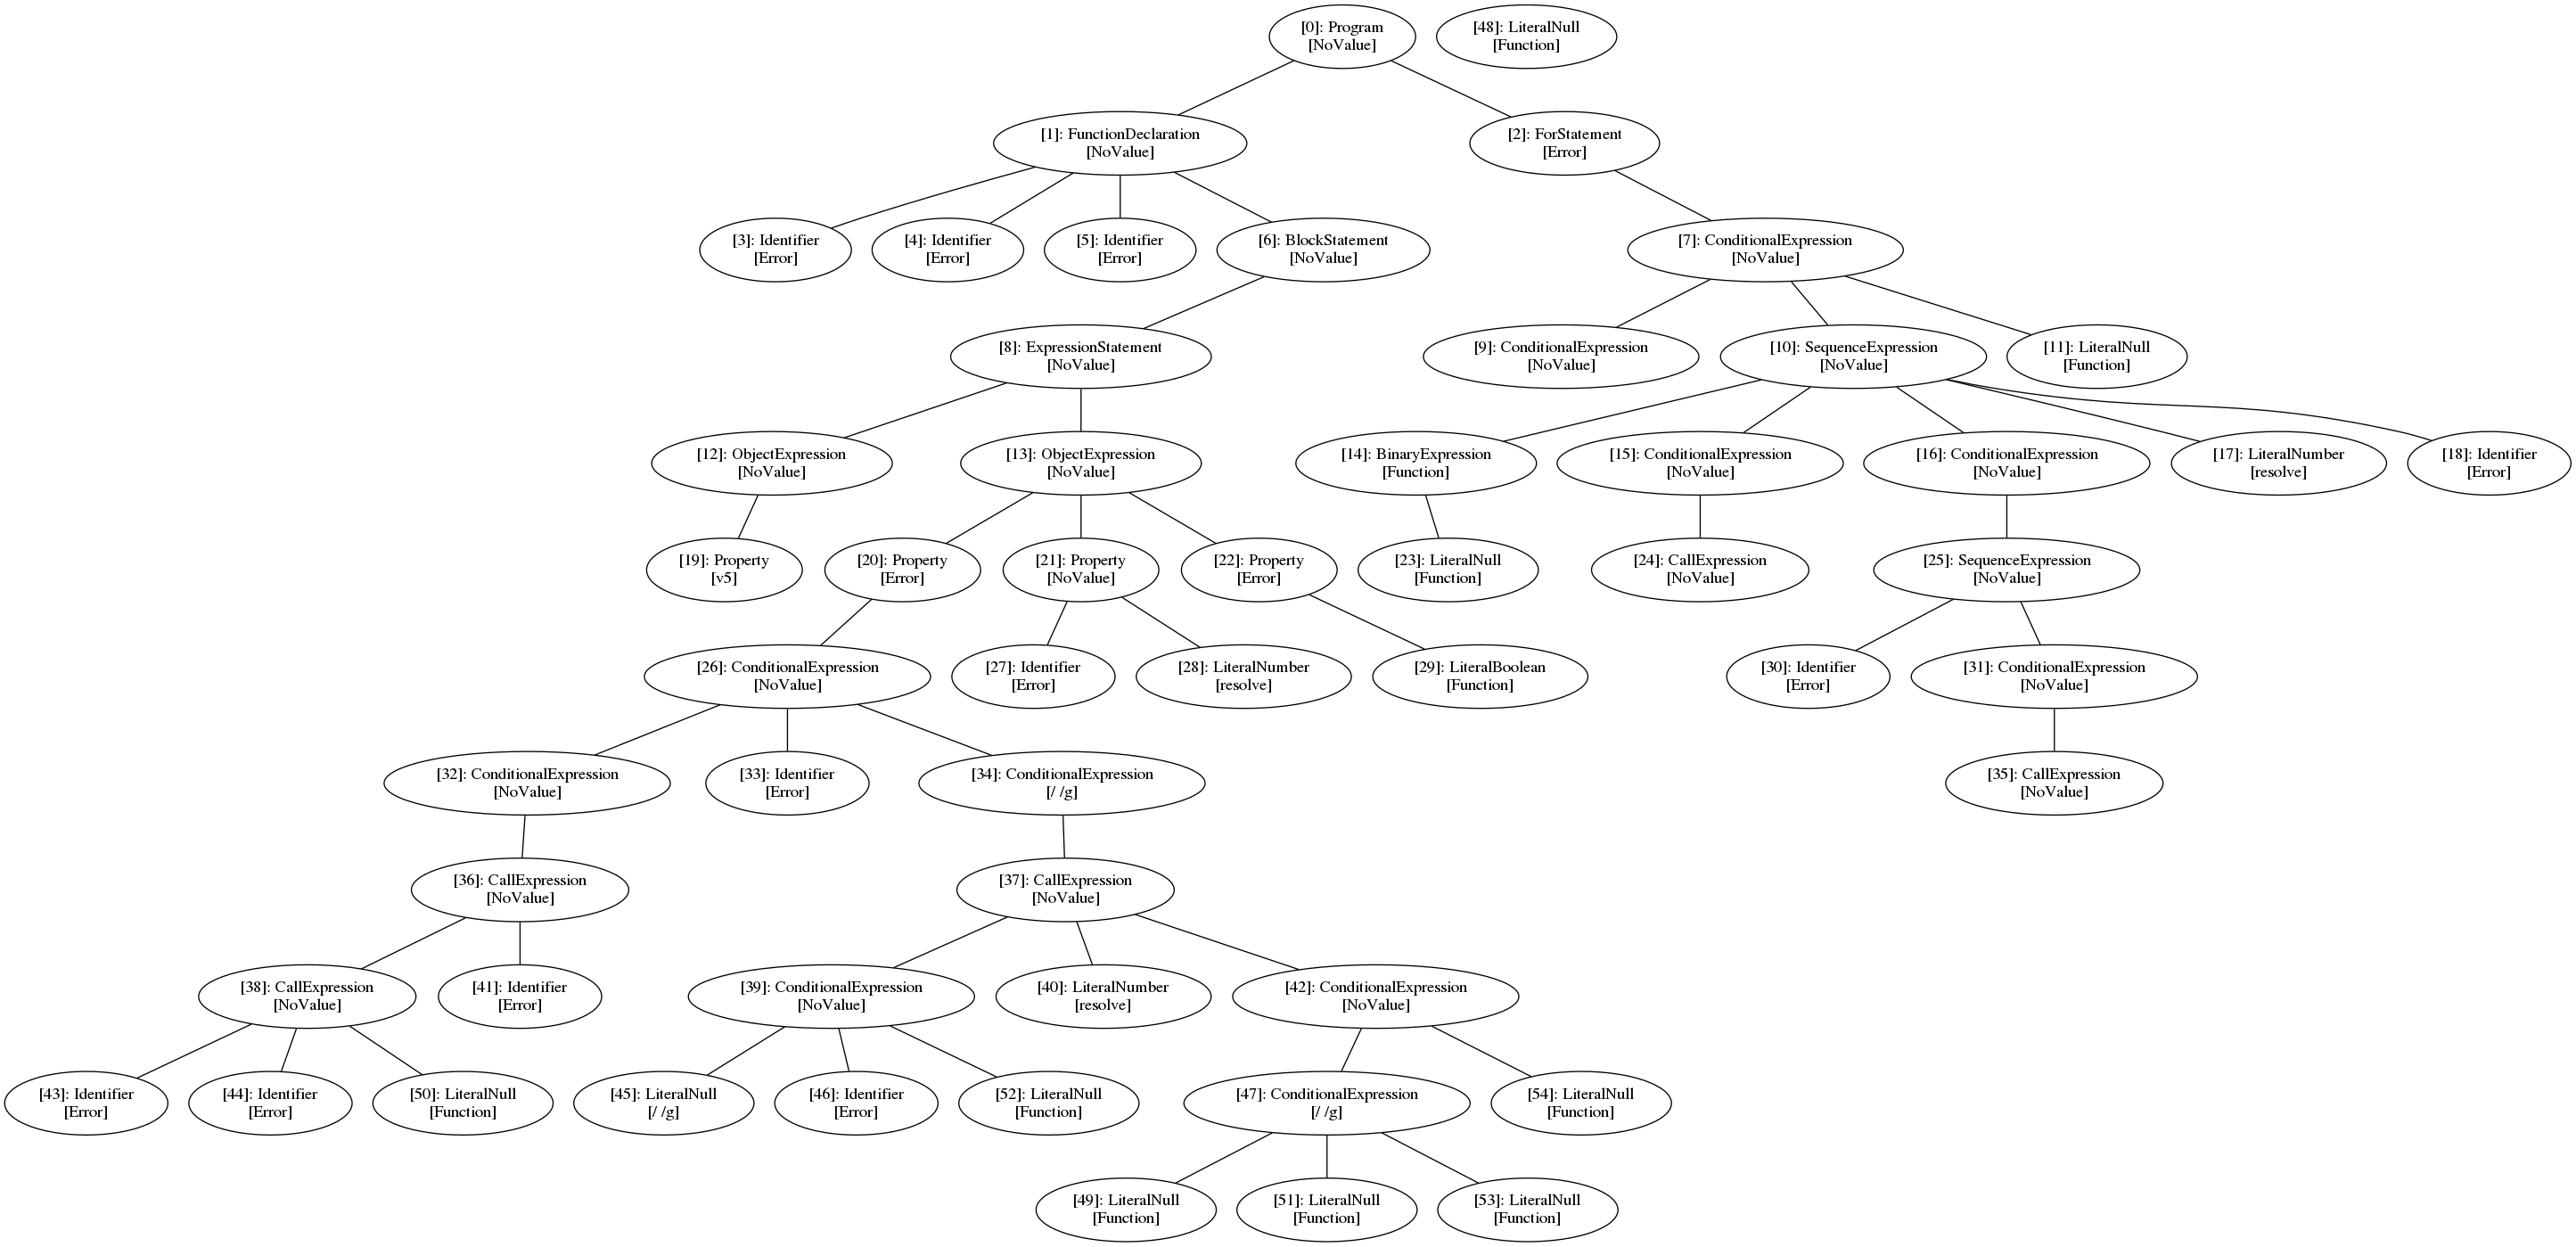 [0]: Program
[NoValue]
[48]: LiteralNull
[Function]
[1]: FunctionDeclaration
[NoValue]
[2]: ForStatement
[Error]
[3]: Identifier
[Error]
[4]: Identifier
[Error]
[5]: Identifier
[Error]
[6]: BlockStatement
[NoValue]
[7]: ConditionalExpression
[NoValue]
[8]: ExpressionStatement
[NoValue]
[9]: ConditionalExpression
[NoValue]
[10]: SequenceExpression
[NoValue]
[11]: LiteralNull
[Function]
[12]: ObjectExpression
[NoValue]
[13]: ObjectExpression
[NoValue]
[14]: BinaryExpression
[Function]
[15]: ConditionalExpression
[NoValue]
[16]: ConditionalExpression
[NoValue]
[17]: LiteralNumber
[resolve]
[18]: Identifier
[Error]
[19]: Property
[v5]
[20]: Property
[Error]
[21]: Property
[NoValue]
[22]: Property
[Error]
[23]: LiteralNull
[Function]
[24]: CallExpression
[NoValue]
[25]: SequenceExpression
[NoValue]
[26]: ConditionalExpression
[NoValue]
[27]: Identifier
[Error]
[28]: LiteralNumber
[resolve]
[29]: LiteralBoolean
[Function]
[30]: Identifier
[Error]
[31]: ConditionalExpression
[NoValue]
[32]: ConditionalExpression
[NoValue]
[33]: Identifier
[Error]
[34]: ConditionalExpression
[/ /g]
[35]: CallExpression
[NoValue]
[36]: CallExpression
[NoValue]
[37]: CallExpression
[NoValue]
[38]: CallExpression
[NoValue]
[41]: Identifier
[Error]
[39]: ConditionalExpression
[NoValue]
[40]: LiteralNumber
[resolve]
[42]: ConditionalExpression
[NoValue]
[43]: Identifier
[Error]
[44]: Identifier
[Error]
[50]: LiteralNull
[Function]
[45]: LiteralNull
[/ /g]
[46]: Identifier
[Error]
[52]: LiteralNull
[Function]
[47]: ConditionalExpression
[/ /g]
[54]: LiteralNull
[Function]
[49]: LiteralNull
[Function]
[51]: LiteralNull
[Function]
[53]: LiteralNull
[Function]